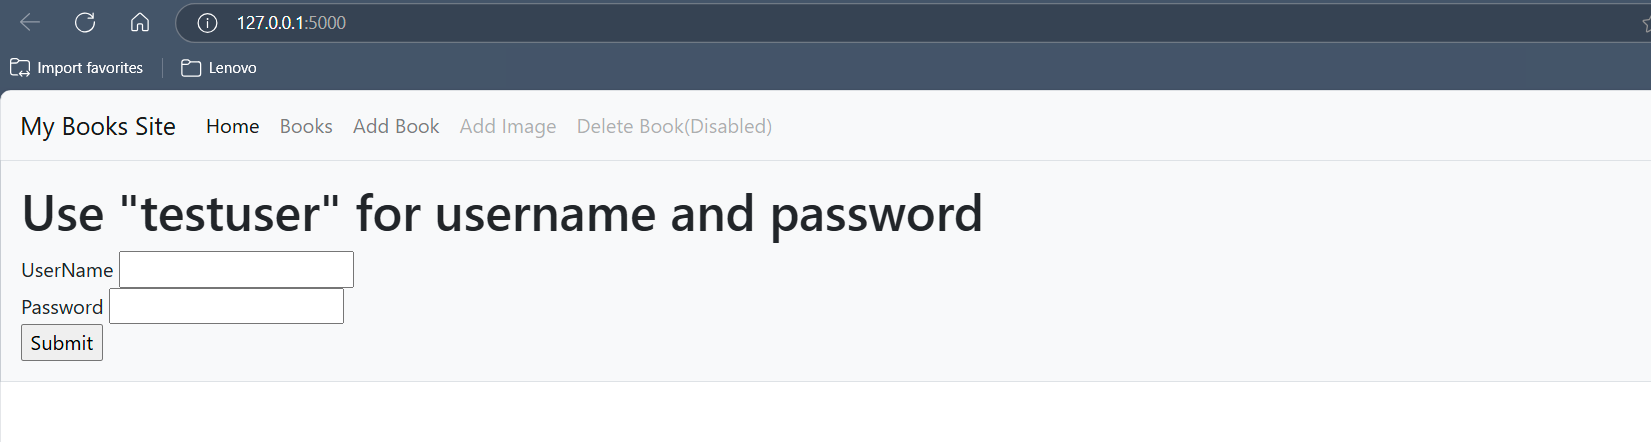 127.0.0.1:5000
Import favorites Lenovo
My Books Site Home Books Add Book Add Image Delete Book(Disabled)
Use "testuser" for username and password
UserName
Password
Submit